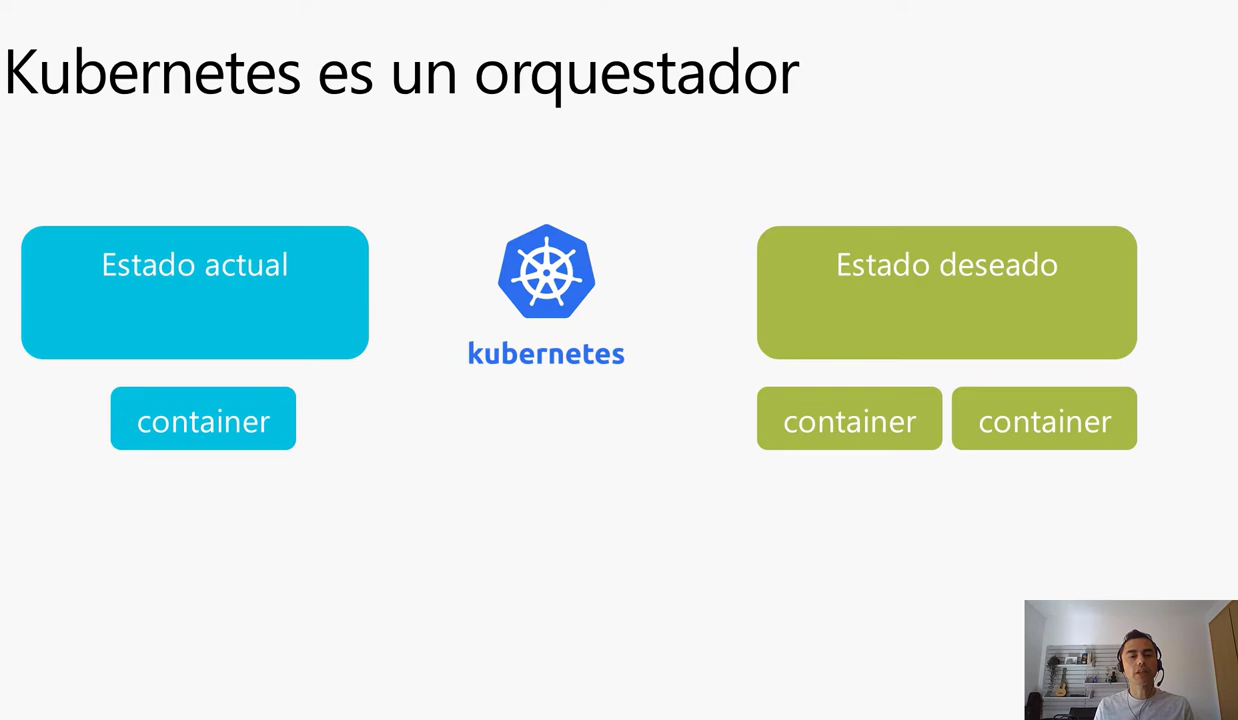 Kubernetes es un orquestador
Estado actual
kubernetes
Estado deseado
container
container
container